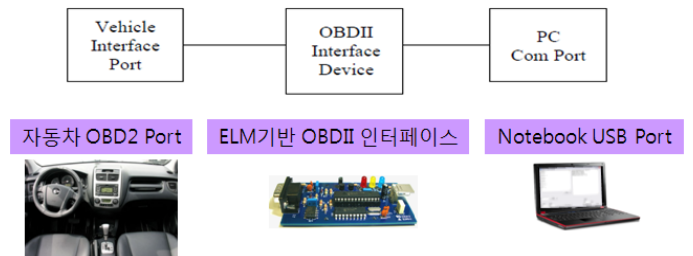 Vehicle
Interface
Port
OBDII
Interface
Device
PC
Com Port
자동차 OBD2 Port
ELM기반 OBDII 인터페이스
Notebook USB Port